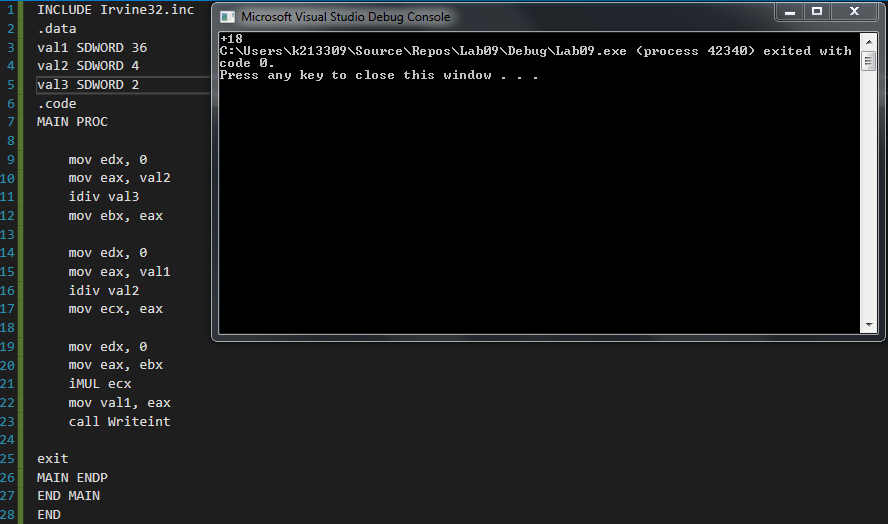 1 INCLUDE Irvine32.inc
2 .data
3 val1 SDWORD 36
4 val2 SDWORD 4
5 val3 SDWORD 2
6 .code
7 MAIN PROC
8
9 mov edx, 0
10 mov eax, val2
11 idiv val3
12 mov ebx, eax
13
14 mov edx, 0
15 mov eax, val1
16 idiv val2
17 mov ecx, eax
18
19 mov edx, 0
20 mov eax, ebx
21 iMUL ecx
22 mov val1, eax
23 call Writeint
24
25 exit
26 MAIN ENDP
27 END MAIN
28 END
Microsoft Visual Studio Debug Console
+18
C:\Users\k213309\Source\Repos\Lab09\Debug\Lab09.exe (process 42340) exited with
code 0.
Press any key to close this window . . .